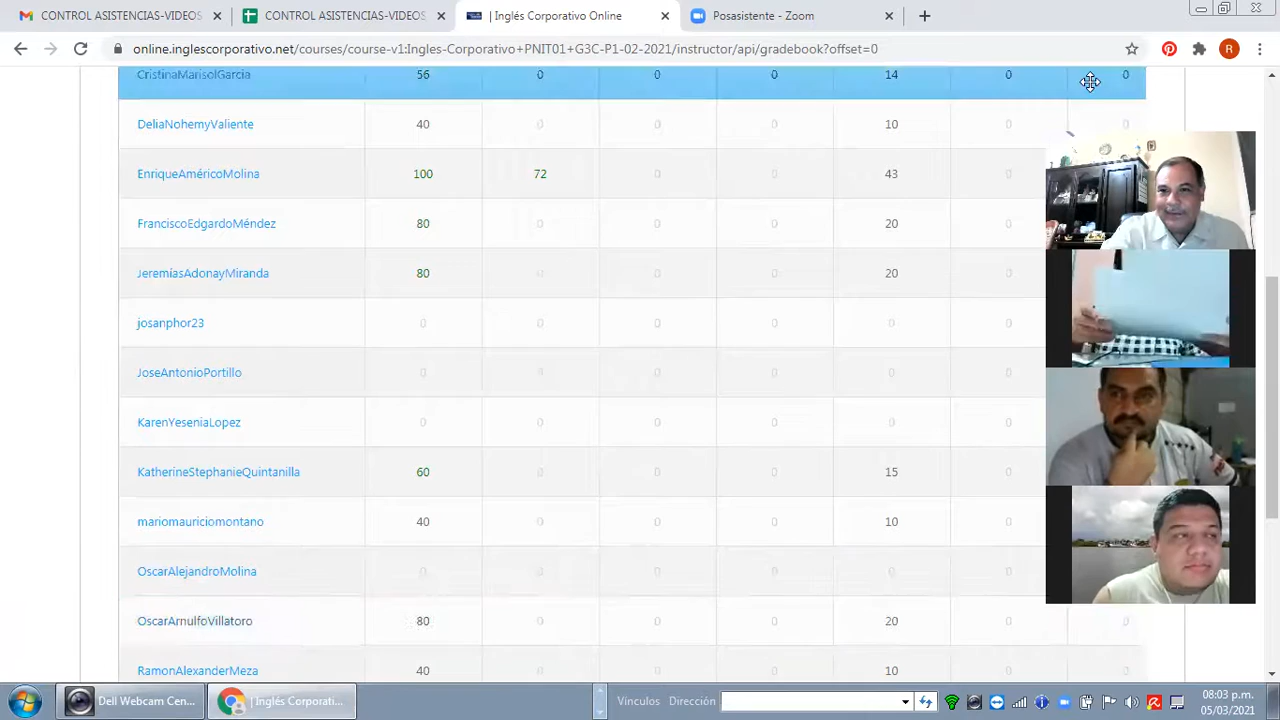 CONTROL ASISTENCIAS-VIDEOS
CONTROL ASISTENCIAS-VIDEOS
| Inglés Corporativo Online
Posasistente - Zoom
online.inglescorporativo.net/courses/course-v1:Ingles-Corporativo+PNIT01+G3C-P1-02-2021/instructor/api/gradebook?offset=0
R
CristinaMarisolGarcia 56 0 0 0 14 0 0
DeliaNohemyValiente 40 0 0 0 10 0 0
EnriqueAméricoMolina 100 72 0 0 43 0
FranciscoEdgardoMéndez 80 0 0 0 20 0
JeremiasAdonayMiranda 80 0 0 0 20 0
josanphor23 0 0 0 0 0 0
JoseAntonioPortillo 0 0 0 0 0 0
KarenYeseniaLopez 0 0 0 0 0 0
KatherineStephanieQuintanilla 60 0 0 0 15 0
mariomauriciomontano 40 0 0 0 10 0
OscarAlejandroMolina 0 0 0 0 0 0
OscarArnulfoVillatoro 80 0 0 0 20 0 0
RamonAlexanderMeza 40 0 0 0 10 0 0
Dell Webcam Cen...
| Inglés Corporati...
Vínculos Dirección
08:03 p.m.
05/03/2021